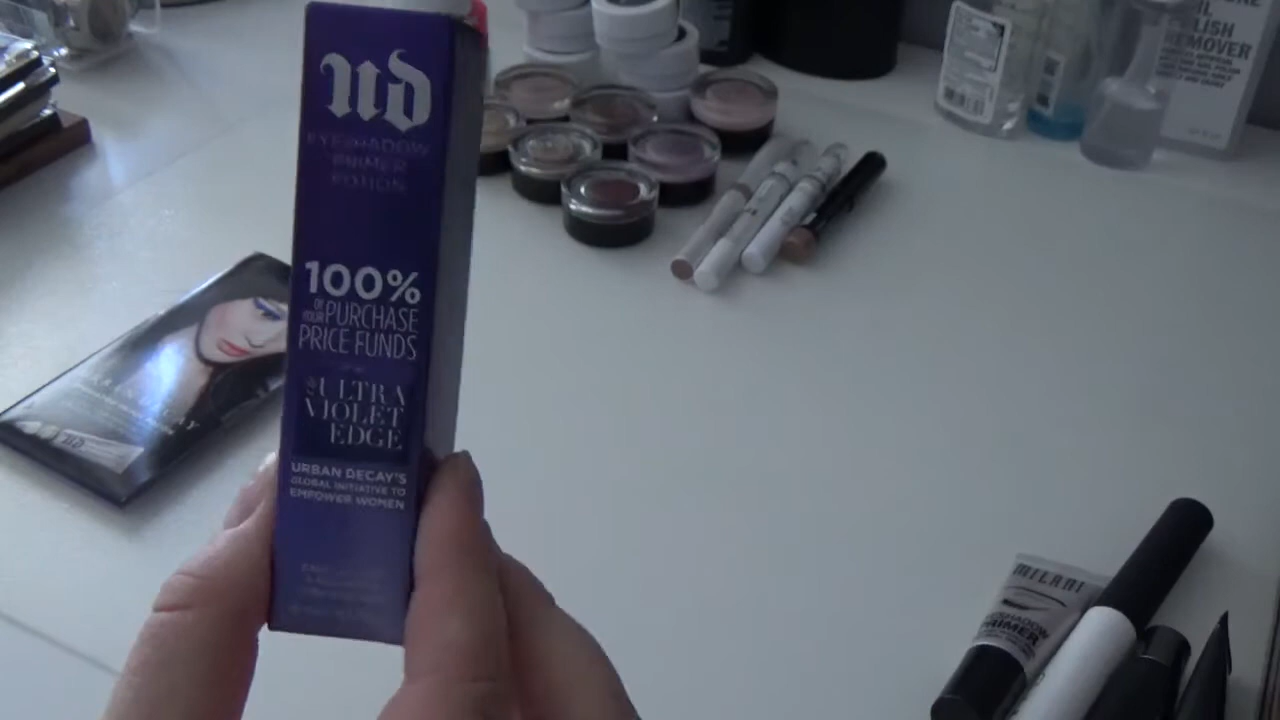 UD
EYESHADOW
PRIMER
POTION
100%
OF YOUR PURCHASE
PRICE FUNDS
ULTRA
VIOLET
EDGE
URBAN DECAY'S
GLOBAL INITIATIVE TO
EMPOWER WOMEN
POLISH
REMOVER
UD
MILANI
EYESHADOW
PRIMER